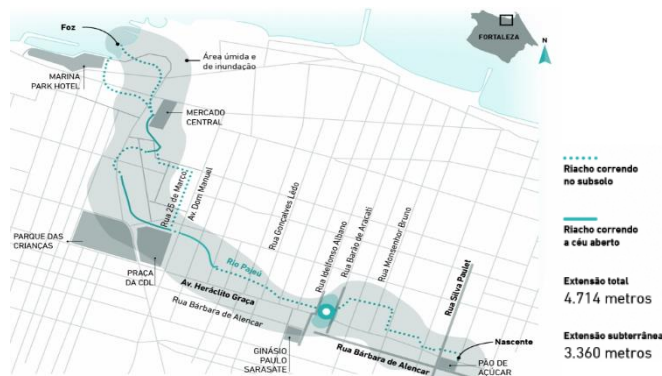 Foz
FORTALEZA
N
Área úmida e
de inundação
MARINA
PARK HOTEL
MERCADO
CENTRAL
Riacho correndo
no subsolo
Riacho correndo
a céu aberto
Extensão total
4.714 metros
Extensão subterrânea
3.360 metros
Rua 25 de Março
Av. Dom Manuel
Rua Gonçalves Lêdo
Rua Idelfonso Albano
Rua Barão de Aracati
Rua Monsenhor Bruno
Rua Silva Paulet
PARQUE DAS
CRIANÇAS
PRAÇA
DA CDL
Rio Pajeú
Av. Heráclito Graça
Rua Bárbara de Alencar
GINÁSIO
PAULO
SARASATE
Rua Bárbara de Alencar
Nascente
PÃO DE
AÇÚCAR